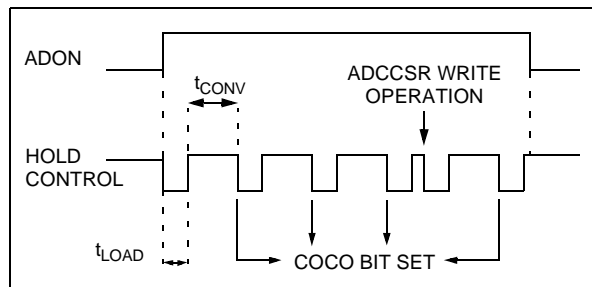 ADON
ADCCSR WRITE
OPERATION
tCONV
HOLD
CONTROL
tLOAD
COCO BIT SET